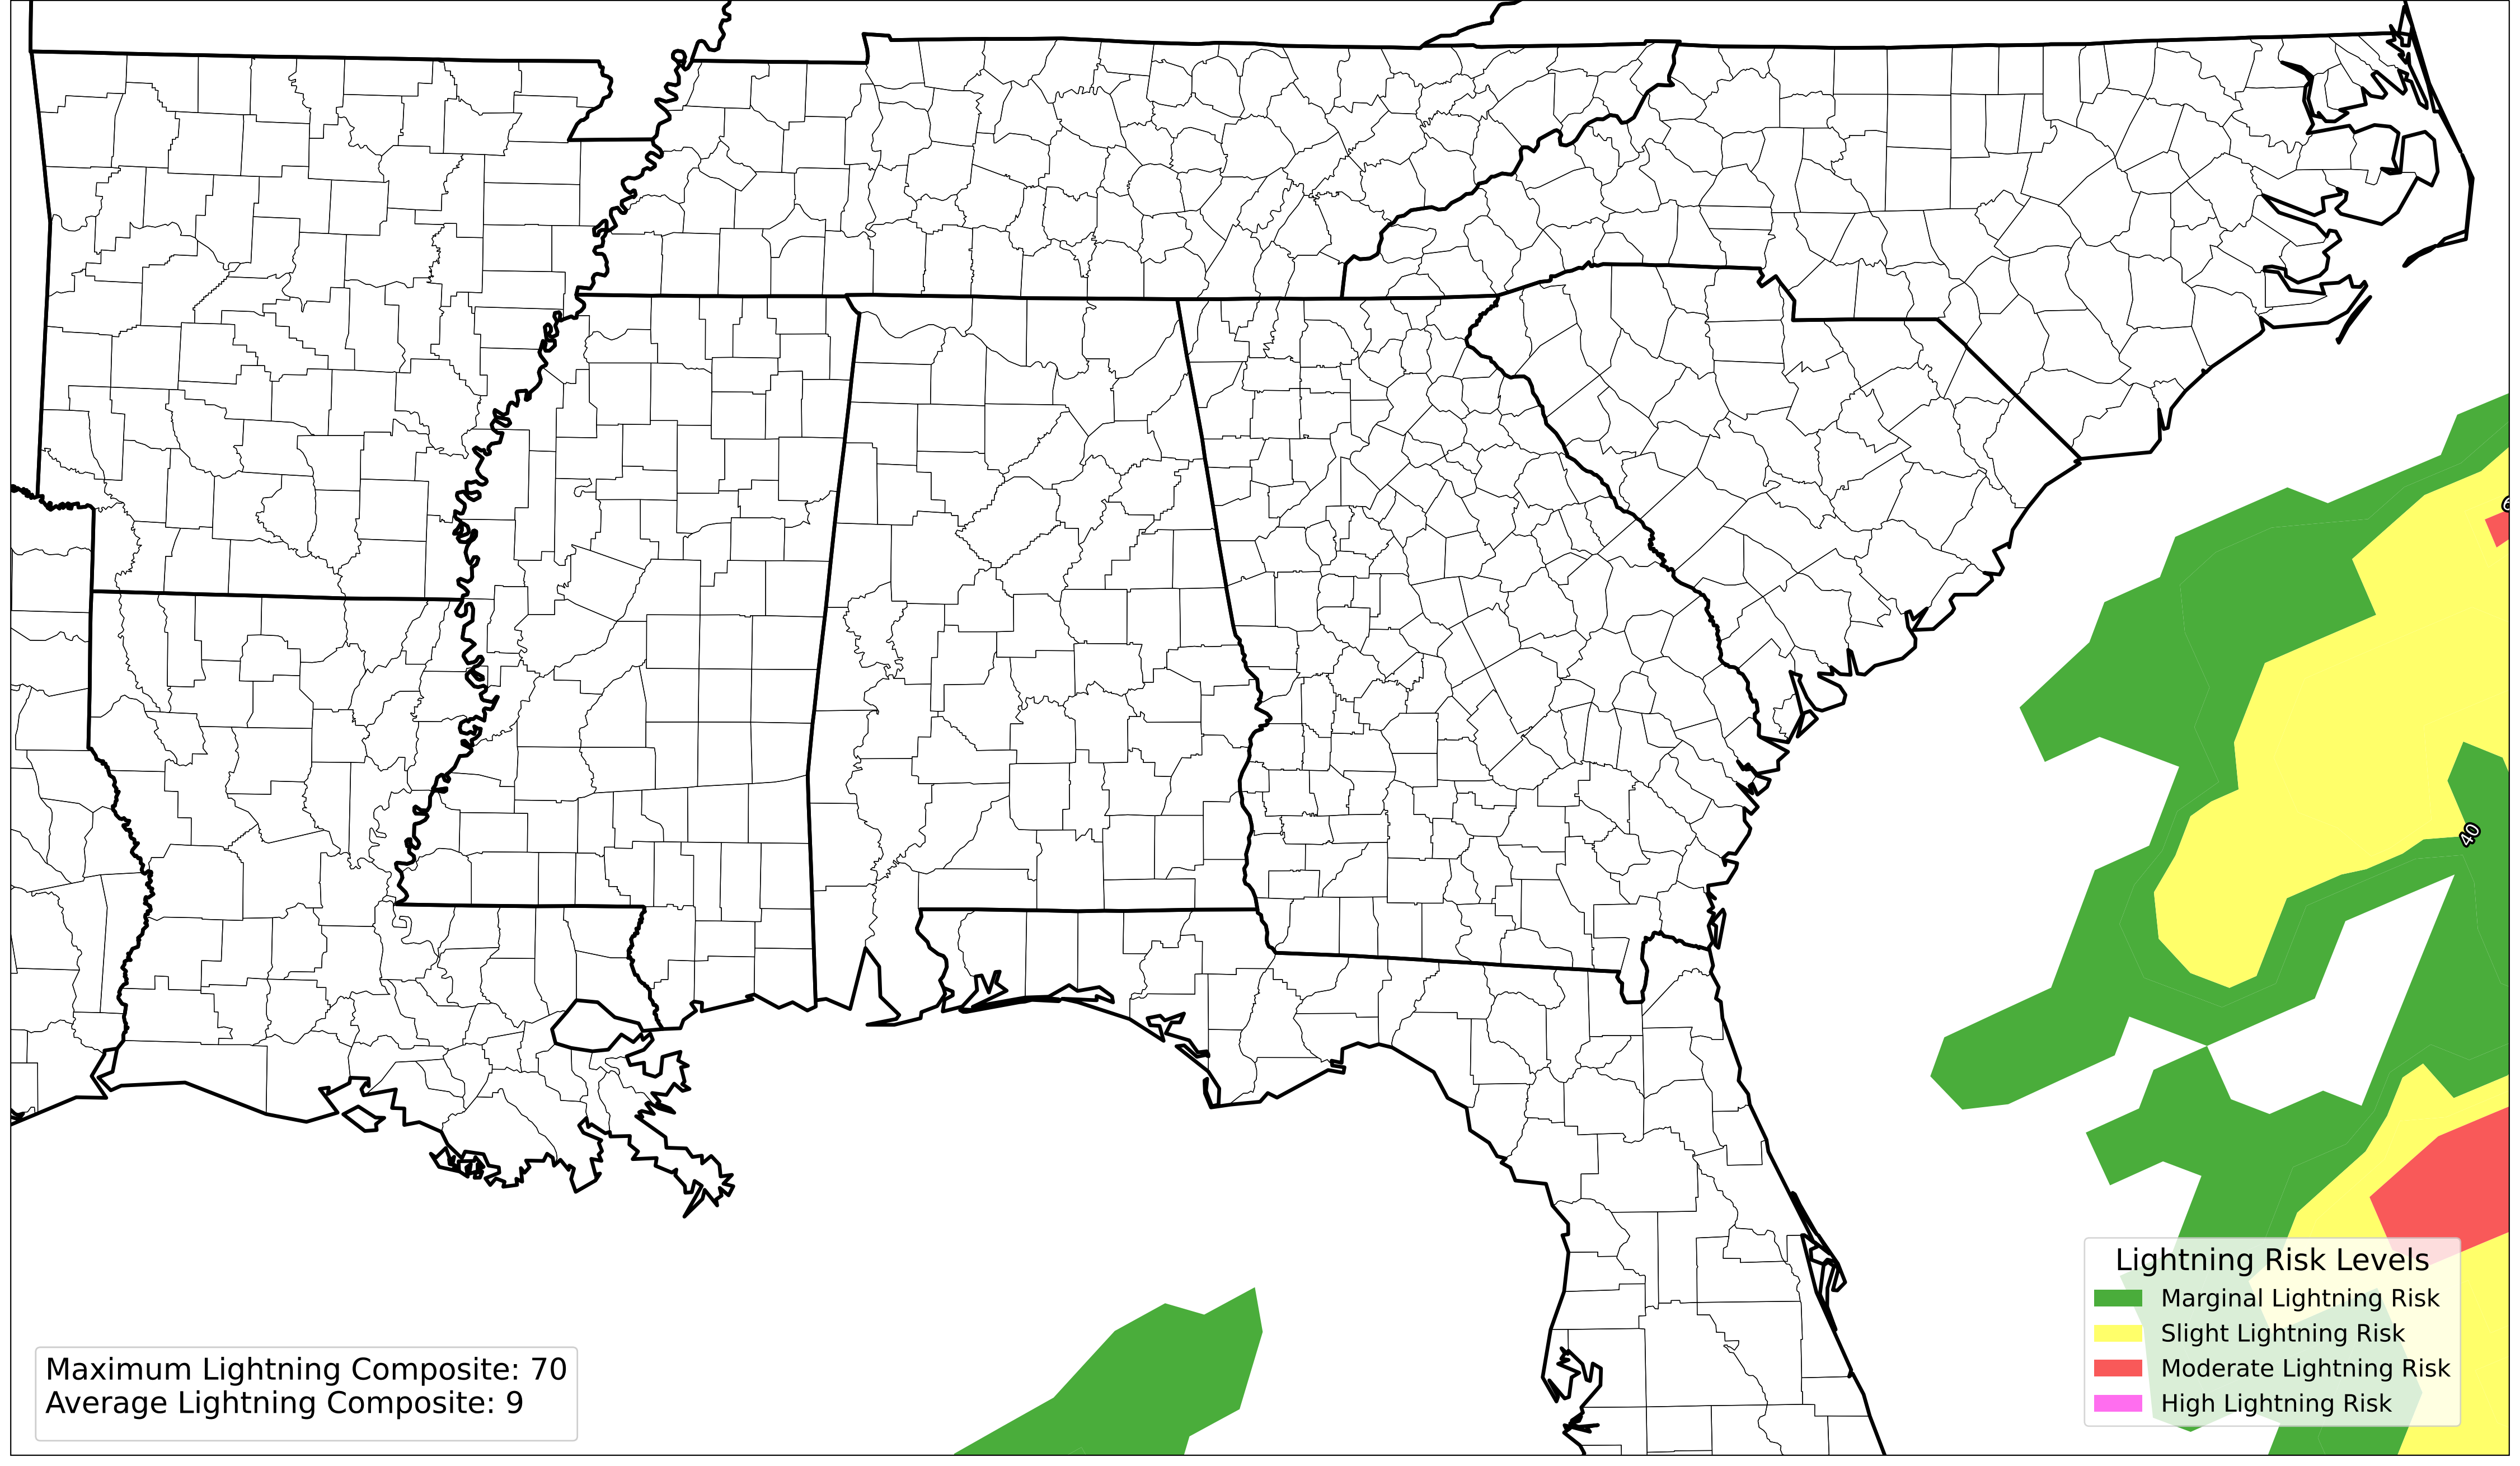 40
Lightning Risk Levels
Marginal Lightning Risk
Slight Lightning Risk
Moderate Lightning Risk
High Lightning Risk
Maximum Lightning Composite: 70
Average Lightning Composite: 9